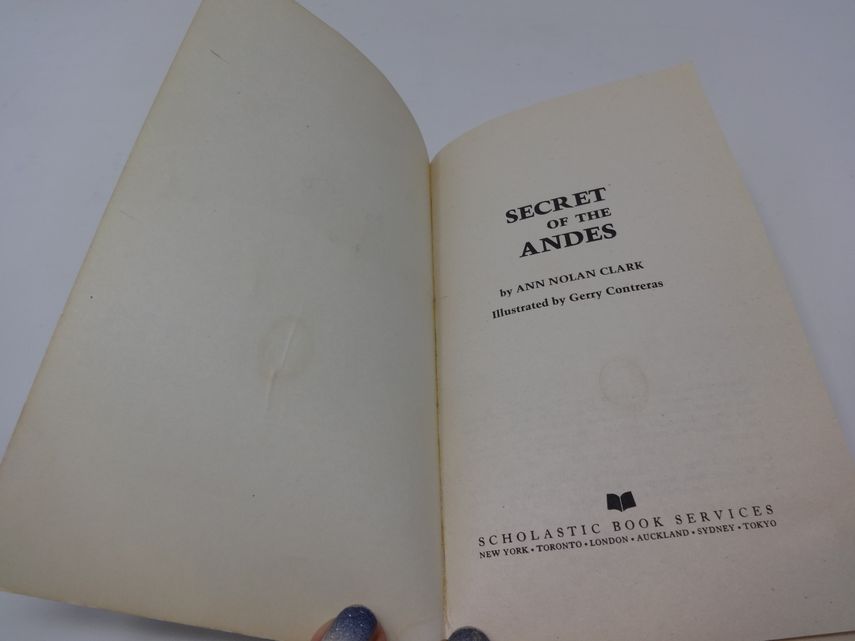 SECRET
OF THE
ANDES
by ANN NOLAN CLARK
Illustrated by Gerry Contreras
SCHOLASTIC BOOK SERVICES
NEW YORK • TORONTO • LONDON • AUCKLAND • SYDNEY • TOKYO